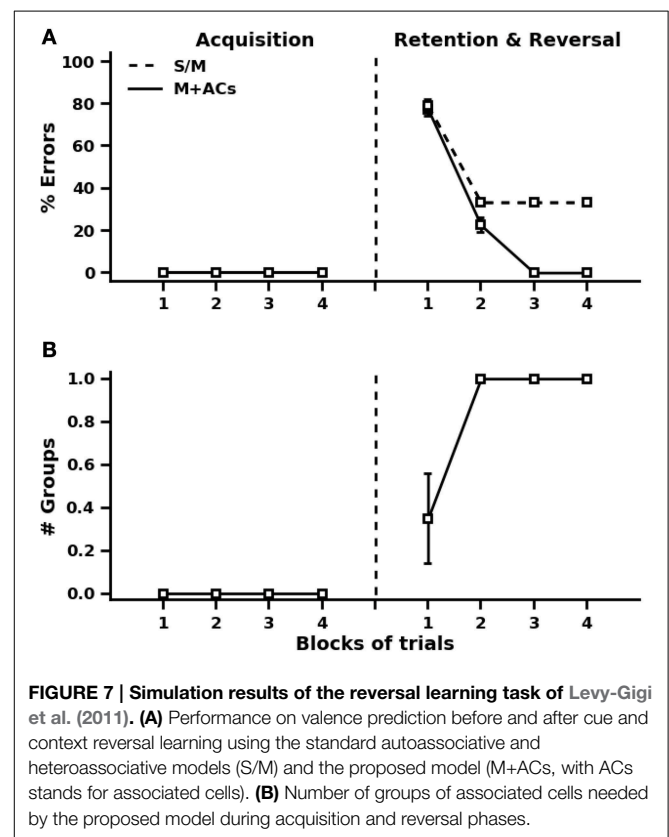 A
Acquisition
Retention & Reversal
S/M
M+ACs
% Errors
100
80
60
40
20
0
1 2 3 4 1 2 3 4
B
# Groups
1.0
0.8
0.6
0.4
0.2
0.0
1 2 3 4 1 2 3 4
Blocks of trials
FIGURE 7 | Simulation results of the reversal learning task of Levy-Gigi
et al. (2011). (A) Performance on valence prediction before and after cue and
context reversal learning using the standard autoassociative and
heteroassociative models (S/M) and the proposed model (M+ACs, with ACs
stands for associated cells). (B) Number of groups of associated cells needed
by the proposed model during acquisition and reversal phases.